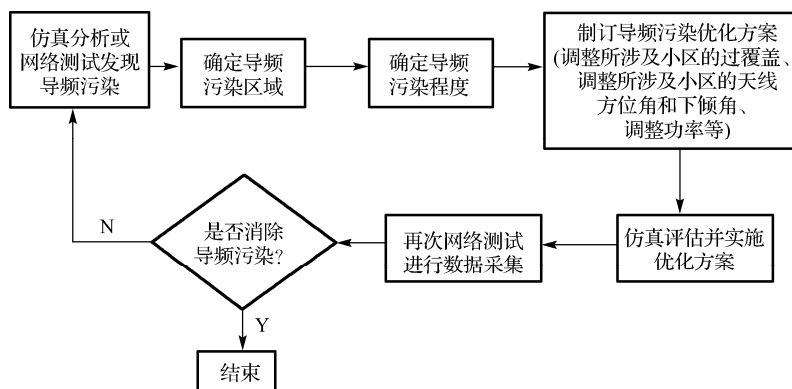 仿真分析或
网络测试发现
导频污染
确定导频
污染区域
确定导频
污染程度
制订导频污染优化方案
(调整所涉及小区的过覆盖、
调整所涉及小区的天线
方位角和下倾角、
调整功率等)
仿真评估并实施
优化方案
再次网络测试
进行数据采集
是否消除
导频污染?
N
Y
结束